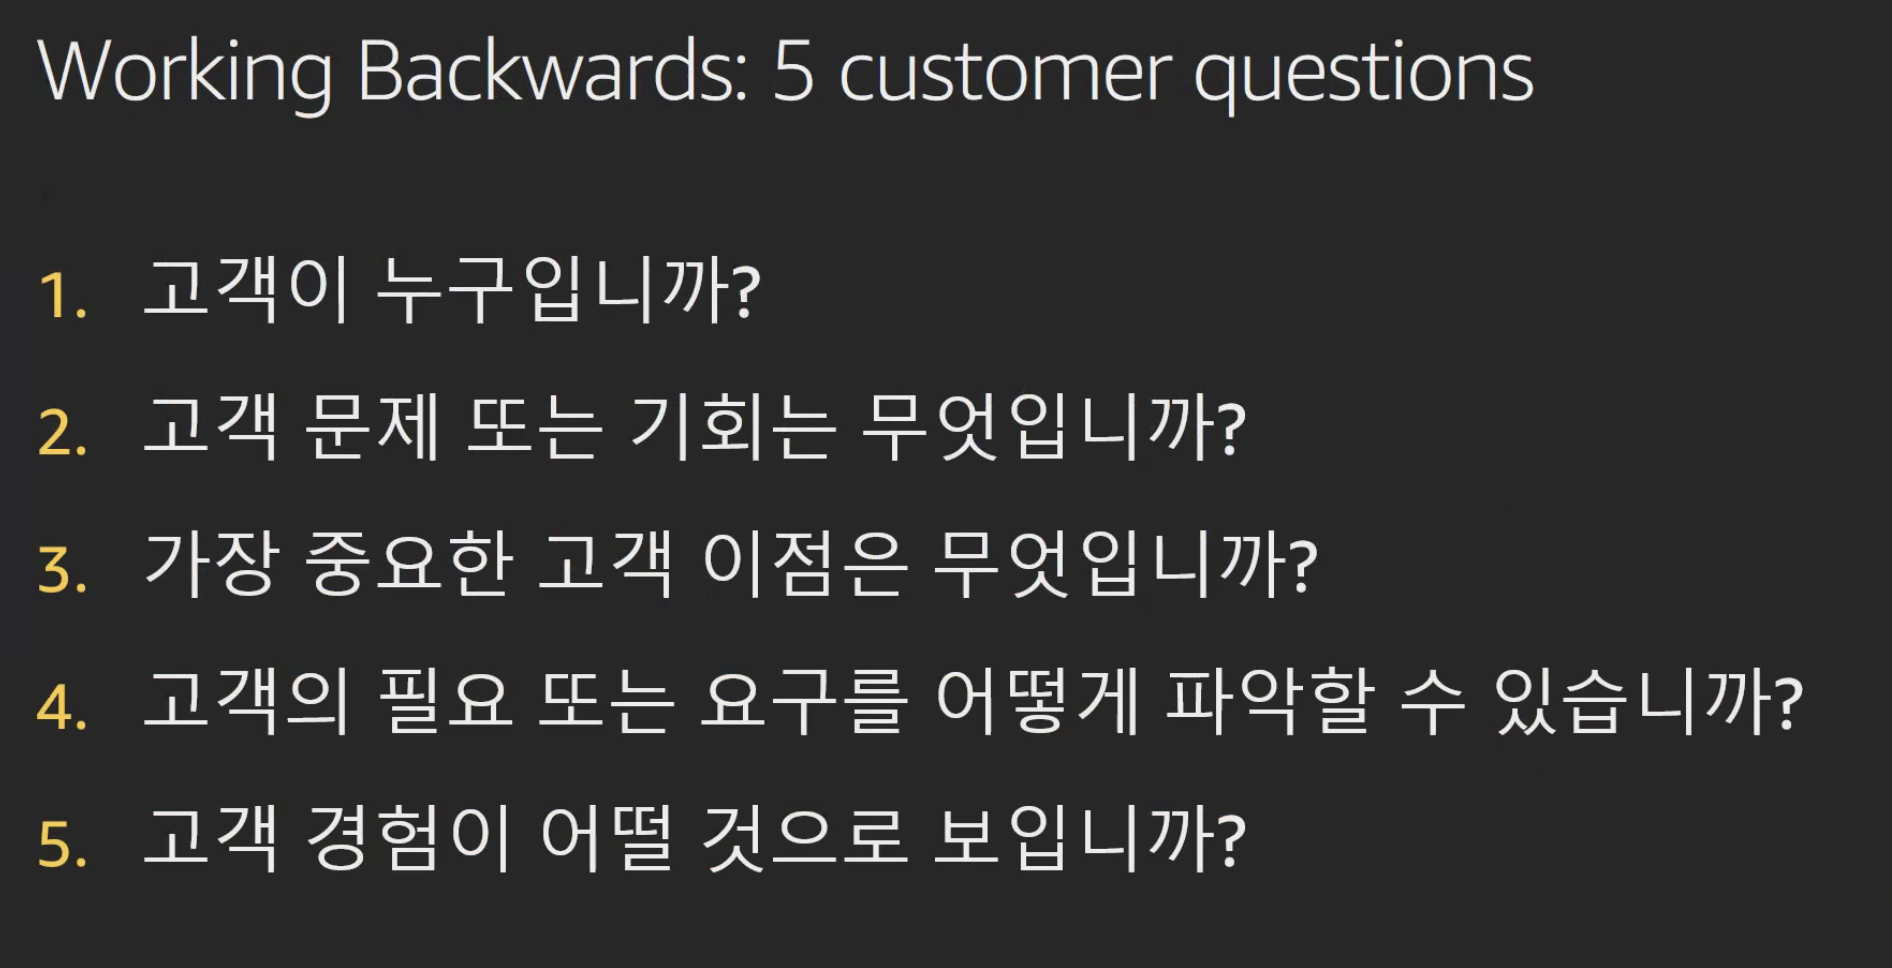 Working Backwards: 5 customer questions
1. 고객이 누구입니까?
2. 고객 문제 또는 기회는 무엇입니까?
3. 가장 중요한 고객 이점은 무엇입니까?
4. 고객의 필요 또는 요구를 어떻게 파악할 수 있습니까?
5. 고객 경험이 어떨 것으로 보입니까?